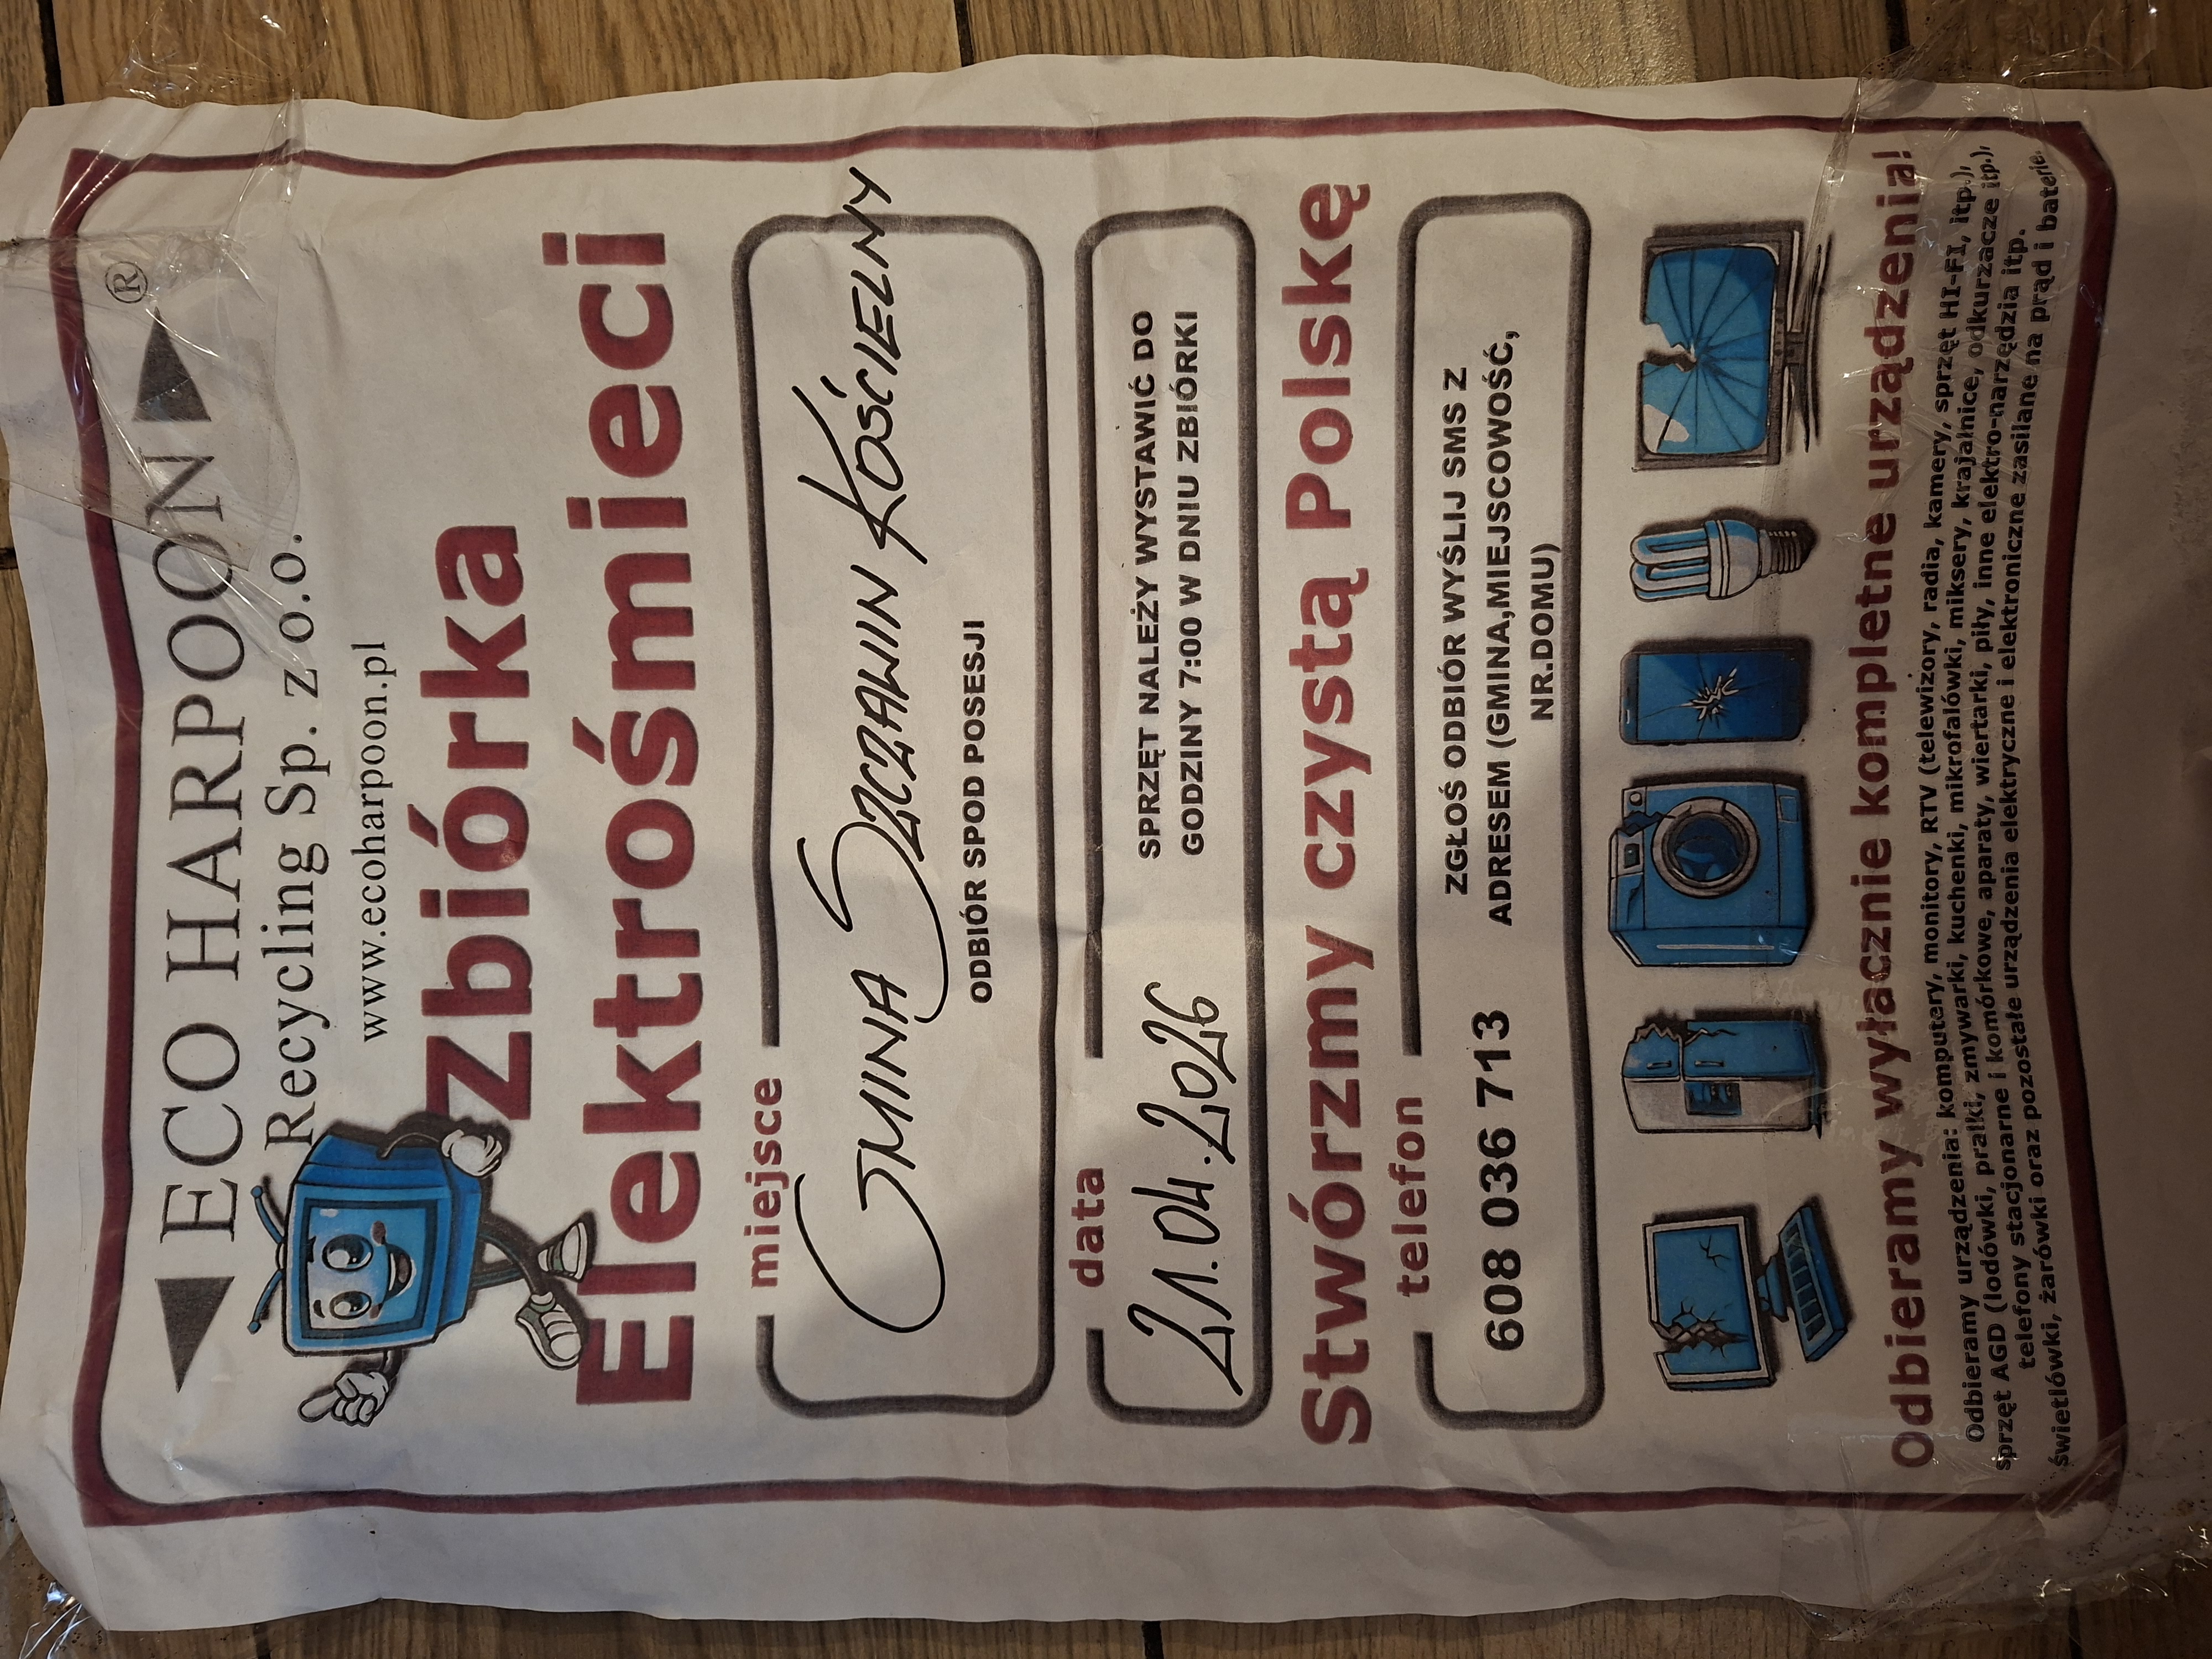 ECO HARPOON ®
Recycling Sp. z o.o.
www.ecoharpoon.pl
Zbiórka
Elektrośmieci
miejsce
GMINA SZCZAWIN KOŚCIELNY
ODBIÓR SPOD POSESJI
data
21.04.2026
SPRZĘT NALEŻY WYSTAWIĆ DO
GODZINY 7:00 W DNIU ZBIÓRKI
Stwórzmy czystą Polskę
telefon
608 036 713
ZGŁOŚ ODBIÓR WYŚLIJ SMS Z
ADRESEM (GMINA,MIEJSCOWOŚĆ,
NR.DOMU)
Odbieramy wyłacznie kompletne urządzenia!
Odbieramy urządzenia: komputery, monitory, RTV (telewizory, radia, kamery, sprzęt HI-FI, itp.),
sprzęt AGD (lodówki, pralki, zmywarki, kuchenki, mikrofalówki, miksery, krajalnice, odkurzacze itp.),
telefony stacjonarne i komórkowe, aparaty, wiertarki, piły, inne elektro-narzędzia itp.
świetlówki, żarówki oraz pozostałe urządzenia elektryczne i elektroniczne zasilane na prąd i baterie.